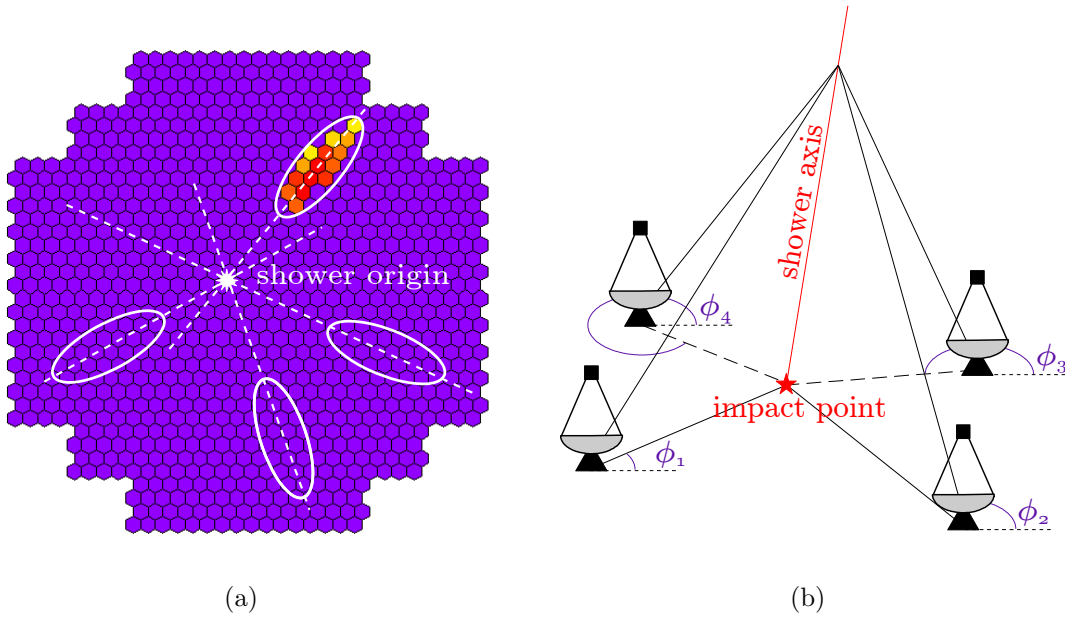 shower origin
(a)
shower axis
ϕ4
ϕ3
impact point
ϕ1
ϕ2
(b)